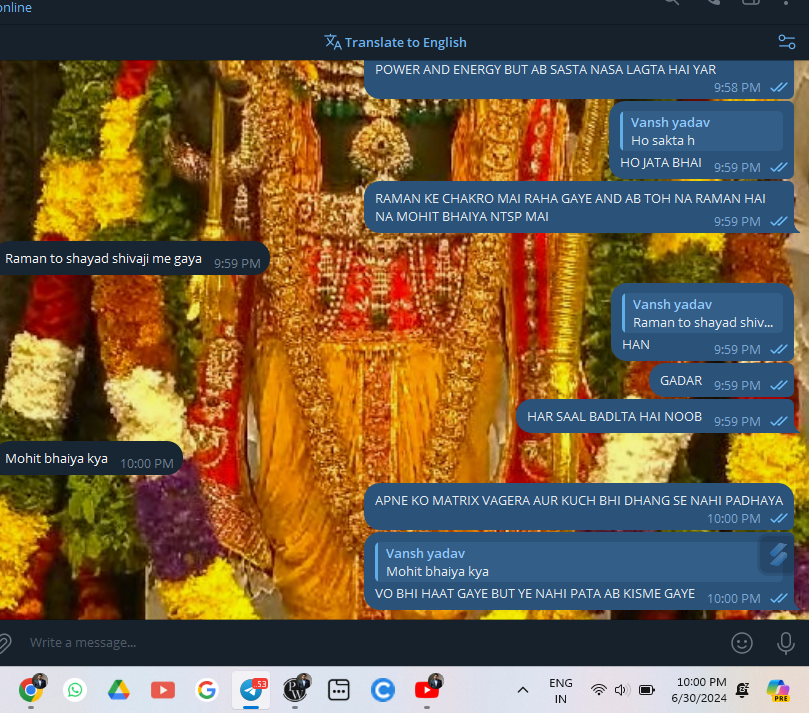 online
Translate to English
POWER AND ENERGY BUT AB SASTA NASA LAGTA HAI YAR
9:58 PM
Vansh yadav
Ho sakta h
HO JATA BHAI 9:59 PM
RAMAN KE CHAKRO MAI RAHA GAYE AND AB TOH NA RAMAN HAI
NA MOHIT BHAIYA NTSP MAI 9:59 PM
Raman to shayad shivaji me gaya 9:59 PM
Vansh yadav
Raman to shayad shiv...
HAN 9:59 PM
GADAR 9:59 PM
HAR SAAL BADLTA HAI NOOB 9:59 PM
Mohit bhaiya kya 10:00 PM
APNE KO MATRIX VAGERA AUR KUCH BHI DHANG SE NAHI PADHAYA
10:00 PM
Vansh yadav
Mohit bhaiya kya
VO BHI HAAT GAYE BUT YE NAHI PATA AB KISME GAYE 10:00 PM
Write a message...
53
ENG
IN
10:00 PM
6/30/2024
PRE